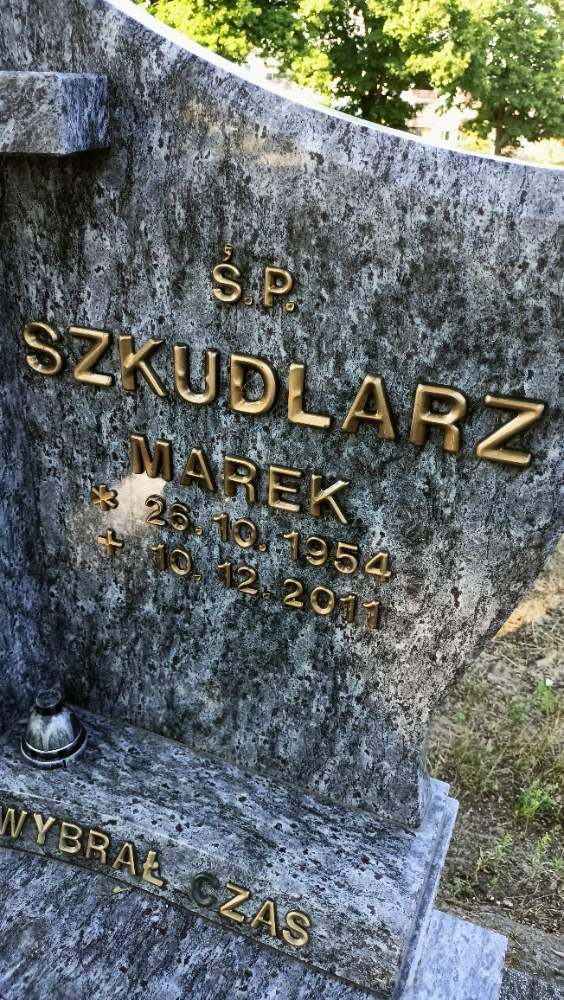 Ś.P.
SZKUDLARZ
MAREK
* 26.10.1954
+ 10.12.2011
WYBRAŁ CZAS